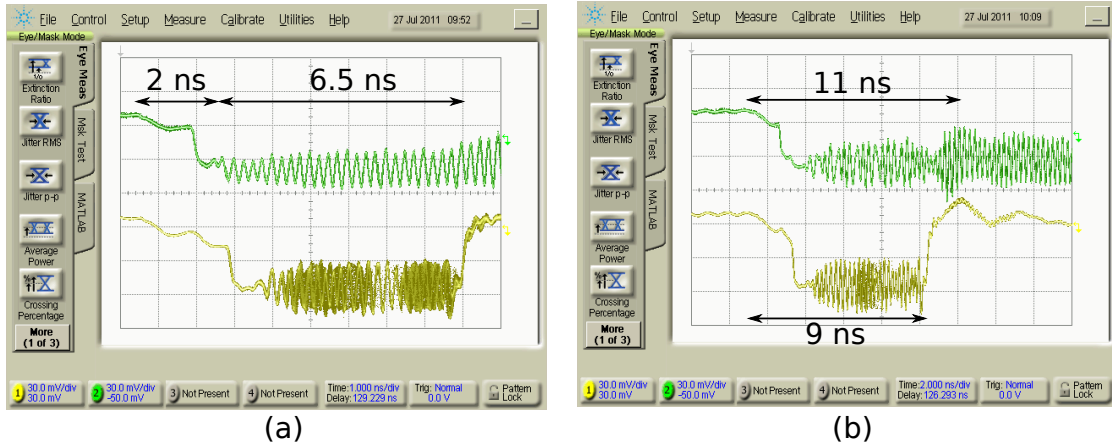 File Control Setup Measure Calibrate Utilities Help 27 Jul 2011 09:52
Eye/Mask Mode
Eye Meas
Msk Test
MATLAB
Extinction
Ratio
Jitter RMS
Jitter p-p
Average
Power
Crossing
Percentage
More
(1 of 3)
2 ns
6.5 ns
1 30.0 mV/div
30.0 mV
2 30.0 mV/div
-50.0 mV
3 Not Present
4 Not Present
Time:1.000 ns/div
Delay:129.229 ns
Trig: Normal
0.0 V
Pattern
Lock
(a)
File Control Setup Measure Calibrate Utilities Help 27 Jul 2011 10:09
Eye/Mask Mode
Eye Meas
Msk Test
MATLAB
Extinction
Ratio
Jitter RMS
Jitter p-p
Average
Power
Crossing
Percentage
More
(1 of 3)
11 ns
9 ns
1 30.0 mV/div
30.0 mV
2 30.0 mV/div
-50.0 mV
3 Not Present
4 Not Present
Time:2.000 ns/div
Delay:126.293 ns
Trig: Normal
0.0 V
Pattern
Lock
(b)